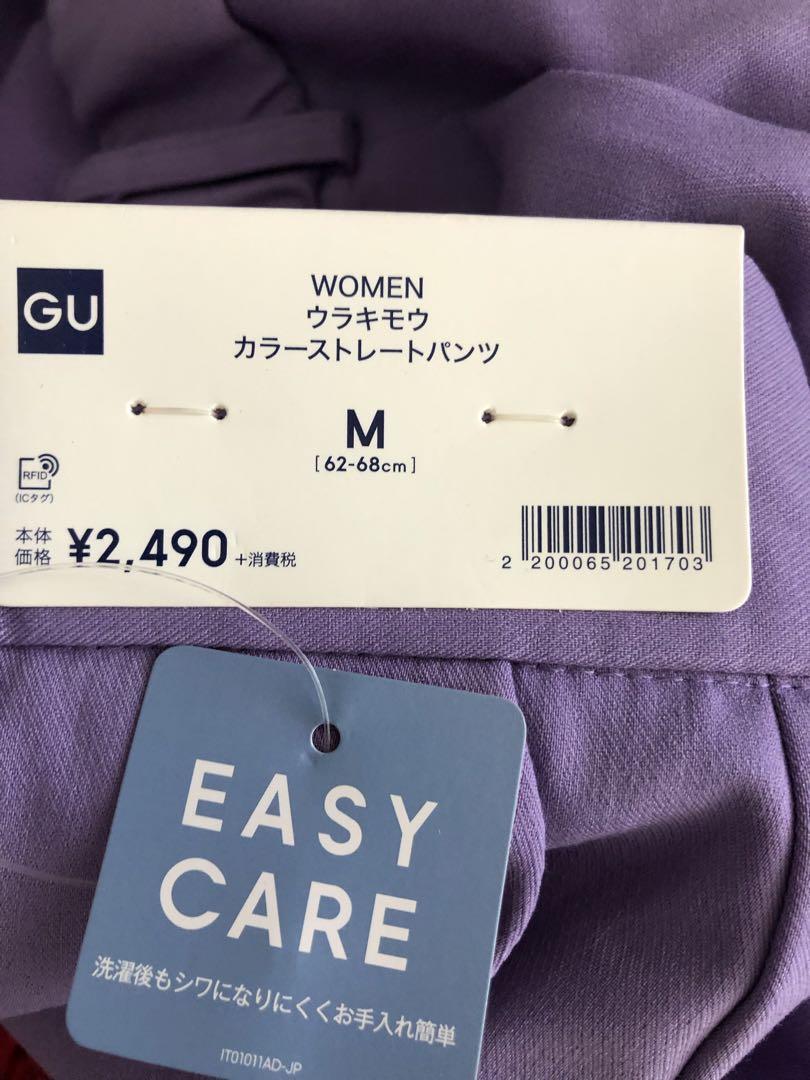 GU
WOMEN
ウラキモウ
カラーストレートパンツ
M
[62-68cm]
RFID
(ICタグ)
本体
価格 ¥2,490 +消費税
2 200065 201703
EASY
CARE
洗濯後もシワになりにくくお手入れ簡単
IT01011AD-JP